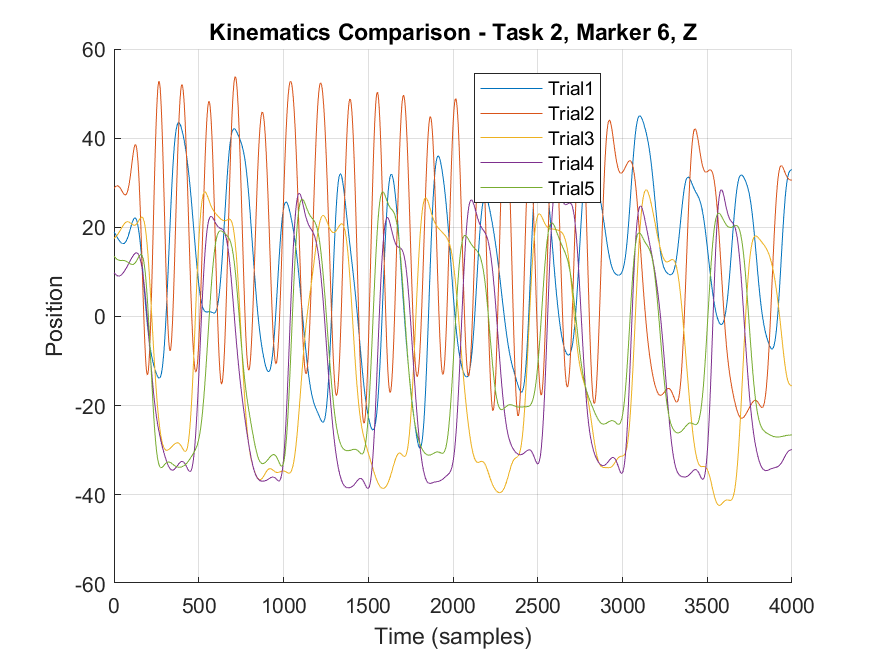 Kinematics Comparison - Task 2, Marker 6, Z
60
40
20
0
-20
-40
-60
Position
Trial1
Trial2
Trial3
Trial4
Trial5
0 500 1000 1500 2000 2500 3000 3500 4000
Time (samples)